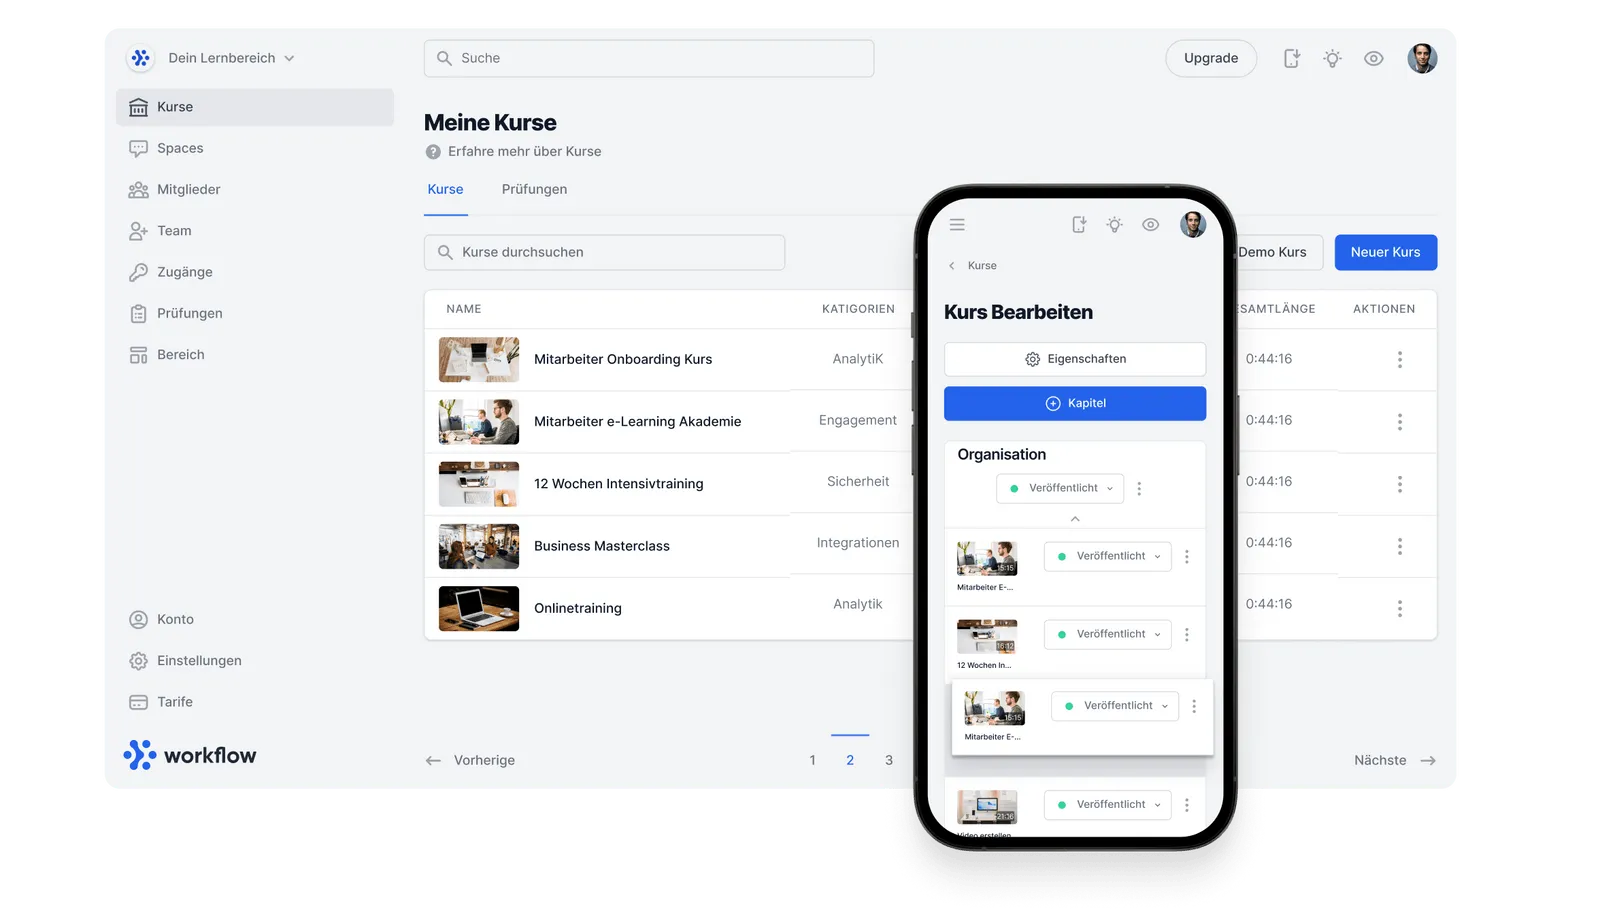 Dein Lernbereich
Suche
Upgrade
Kurse
Spaces
Mitglieder
Team
Zugänge
Prüfungen
Bereich
Konto
Einstellungen
Tarife
workflow
Meine Kurse
Erfahre mehr über Kurse
Kurse
Prüfungen
Kurse durchsuchen
Demo Kurs
Neuer Kurs
NAME
KATIGORIEN
SAMTLÄNGE
AKTIONEN
Mitarbeiter Onboarding Kurs
AnalytiK
0:44:16
Mitarbeiter e-Learning Akademie
Engagement
0:44:16
12 Wochen Intensivtraining
Sicherheit
0:44:16
Business Masterclass
Integrationen
0:44:16
Onlinetraining
Analytik
0:44:16
Vorherige
1
2
3
Nächste
Kurse
Kurs Bearbeiten
Eigenschaften
Kapitel
Organisation
Veröffentlicht
15:15
Veröffentlicht
Mitarbeiter E-...
16:12
Veröffentlicht
12 Wochen In...
15:15
Veröffentlicht
Mitarbeiter E-...
21:16
Veröffentlicht
Video erstellen